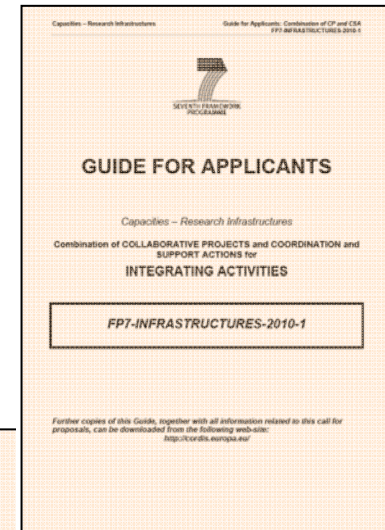 Capacities – Research Infrastructures
Guide for Applicants: Combination of CP and CSA
FP7-INFRASTRUCTURES-2010-1
SEVENTH FRAMEWORK
PROGRAMME
GUIDE FOR APPLICANTS
Capacities – Research Infrastructures
Combination of COLLABORATIVE PROJECTS and COORDINATION and
SUPPORT ACTIONS for
INTEGRATING ACTIVITIES
FP7-INFRASTRUCTURES-2010-1
Further copies of this Guide, together with all information related to this call for
proposals, can be downloaded from the following web-site:
http://cordis.europa.eu/